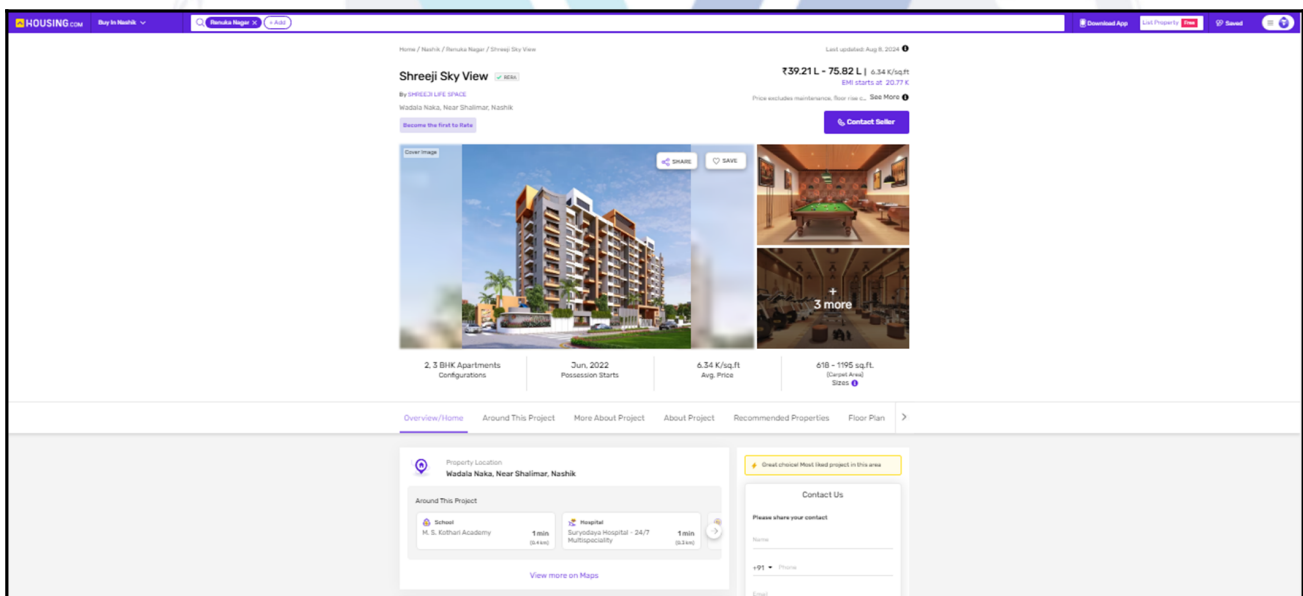 HOUSING.COM
Buy in Nashik
Renuka Nagar ×
+ Add
Download App
List Property Free
Saved
Home / Nashik / Renuka Nagar / Shreeji Sky View
Last updated: Aug 8, 2024
Shreeji Sky View
RERA
₹39.21 L - 75.82 L | 6.34 K/sq.ft
EMI starts at 20.77 K
By SHREEJI LIFE SPACE
Price excludes maintenance, floor rise c... See More
Wadala Naka, Near Shalimar, Nashik
Become the first to Rate
Contact Seller
Cover Image
SHARE
SAVE
+
3 more
2, 3 BHK Apartments
Configurations
Jun, 2022
Possession Starts
6.34 K/sq.ft
Avg. Price
618 - 1195 sq.ft.
(Carpet Area)
Sizes
Overview/Home
Around This Project
More About Project
About Project
Recommended Properties
Floor Plan
Property Location
Wadala Naka, Near Shalimar, Nashik
Around This Project
School
M. S. Kothari Academy
1 min
(0.4 km)
Hospital
Suryodaya Hospital - 24/7
Multispeciality
1 min
(0.3 km)
View more on Maps
Great choice! Most liked project in this area
Contact Us
Please share your contact
Name
+91
Phone
Email